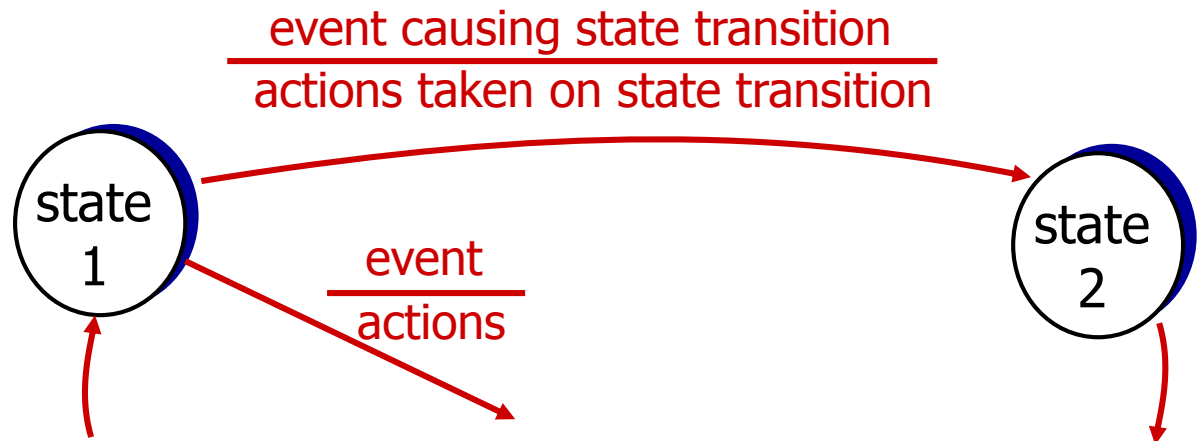 event causing state transition
actions taken on state transition
state
1
state
2
event
actions